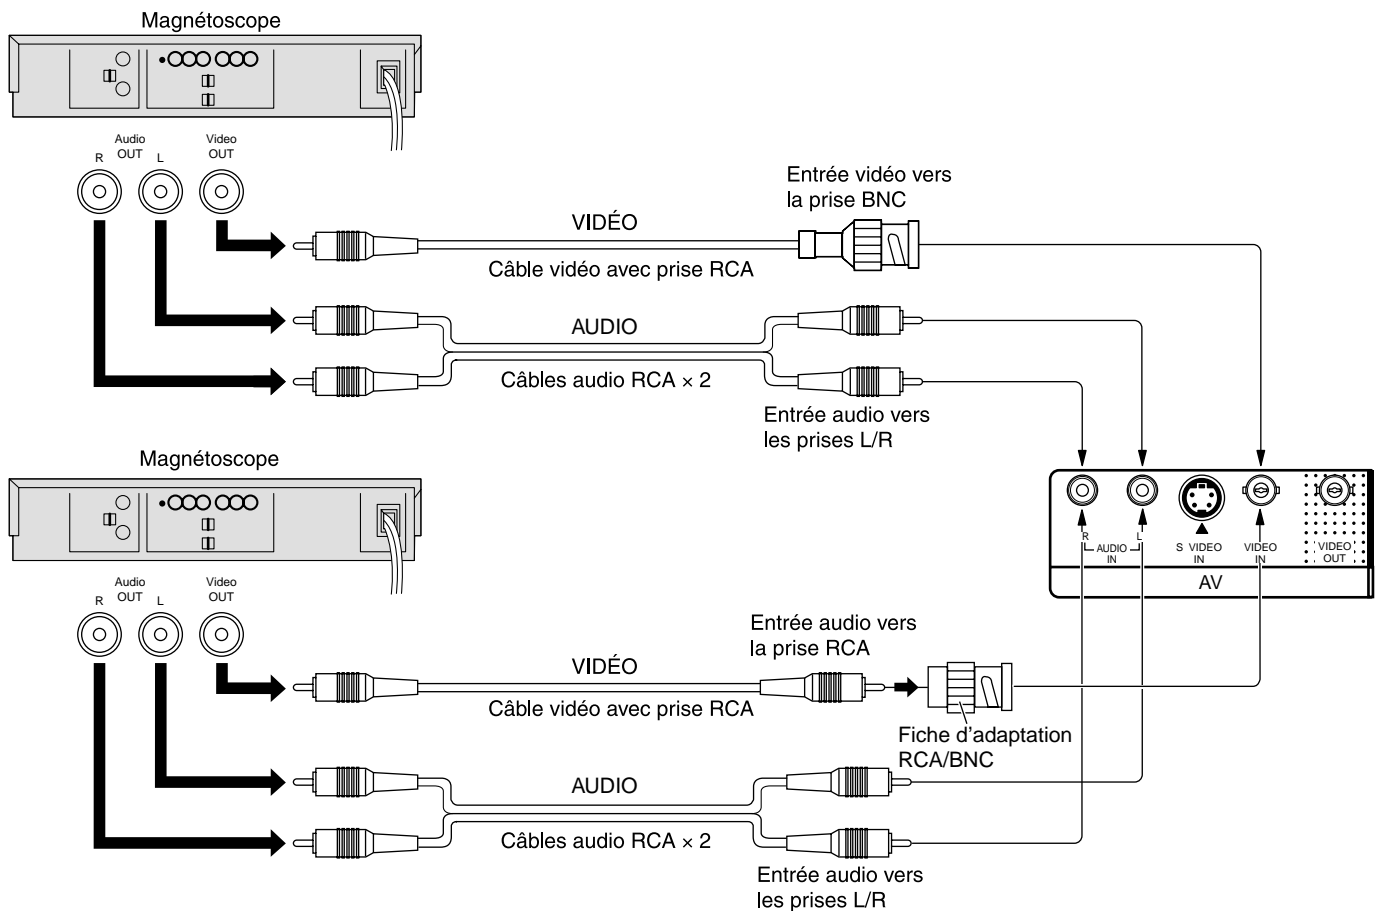 Magnétoscope
Audio
OUT
R
L
Video
OUT
Entrée vidéo vers
la prise BNC
VIDÉO
Câble vidéo avec prise RCA
AUDIO
Câbles audio RCA × 2
Entrée audio vers
les prises L/R
Magnétoscope
Audio
OUT
R
L
Video
OUT
R
L
AUDIO
IN
S VIDEO
IN
VIDEO
IN
VIDEO
OUT
AV
Entrée audio vers
la prise RCA
VIDÉO
Câble vidéo avec prise RCA
Fiche d'adaptation
RCA/BNC
AUDIO
Câbles audio RCA × 2
Entrée audio vers
les prises L/R